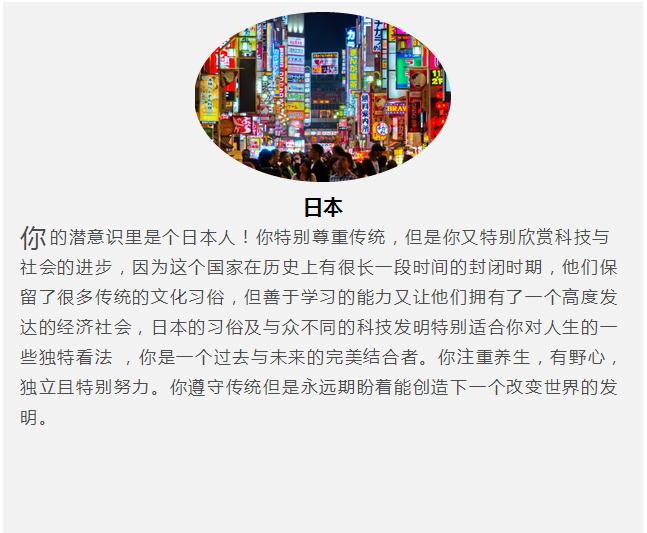 日本
你的潜意识里是个日本人！你特别尊重传统，但是你又特别欣赏科技与
社会的进步，因为这个国家在历史上有很长一段时间的封闭时期，他们保
留了很多传统的文化习俗，但善于学习的能力又让他们拥有了一个高度发
达的经济社会，日本的习俗及与众不同的科技发明特别适合你对人生的一
些独特看法 ，你是一个过去与未来的完美结合者。你注重养生，有野心，
独立且特别努力。你遵守传统但是永远期盼着能创造下一个改变世界的发
明。